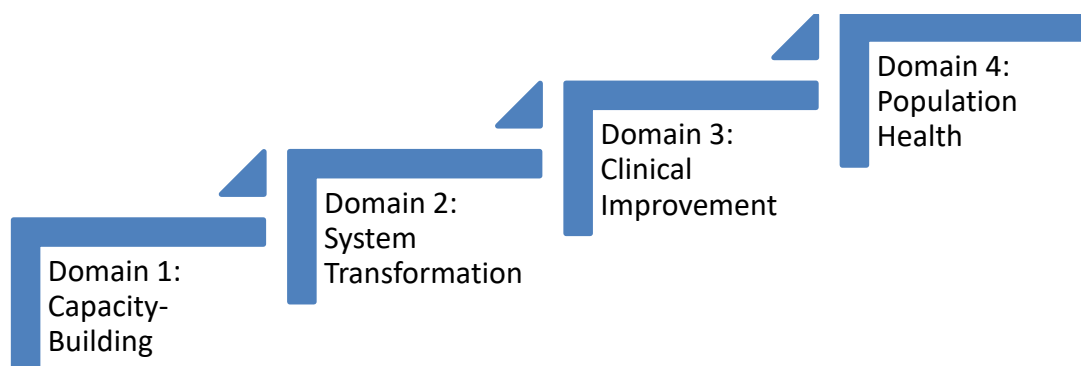 Domain 1:
Capacity-
Building
Domain 2:
System
Transformation
Domain 3:
Clinical
Improvement
Domain 4:
Population
Health